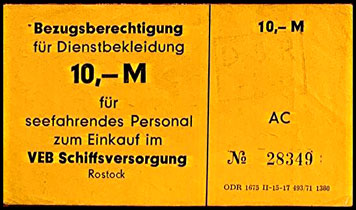 Bezugsberechtigung
für Dienstbekleidung
10,– M
für
seefahrendes Personal
zum Einkauf im
VEB Schiffsversorgung
Rostock
10,– M
AC
№ 28349
ODR 1675 II-15-17 493/71 1380